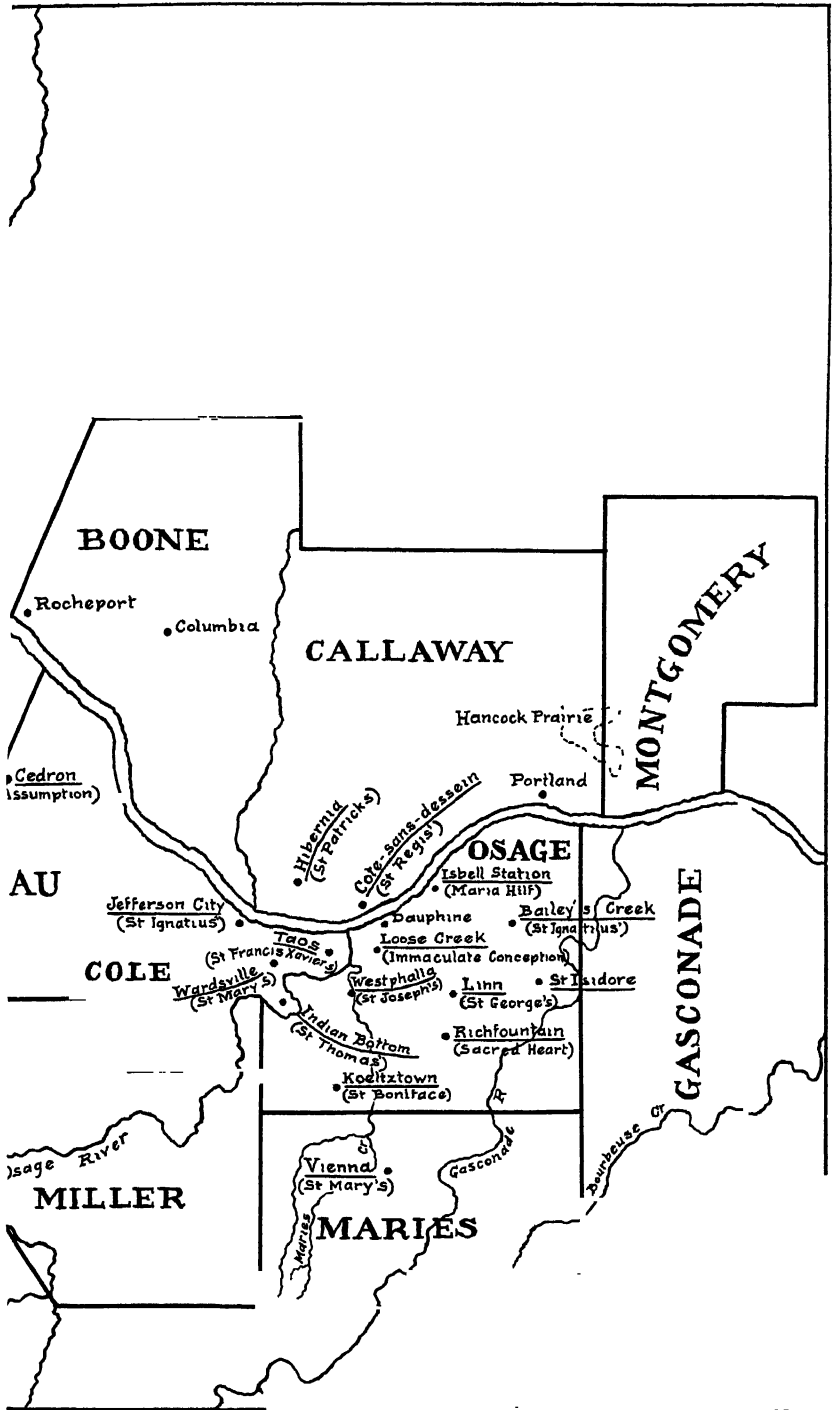 BOONE
Rocheport
Columbia
CALLAWAY
MONTGOMERY
Hancock Prairie
Portland
Cedron
Assumption)
Hibernia
(St Patricks)
Cote-sans-dessein
(St Regis')
OSAGE
Isbell Station
(Maria Hilf)
AU
Jefferson City
(St Ignatius')
Bailey's Creek
(St Ignatius')
Dauphine
Taos
(St Francis Xaviers)
Loose Creek
(Immaculate Conception)
COLE
Wardsville
(St Mary's)
Westphalia
(St Joseph's)
Linn
(St George's)
St Isidore
GASCONADE
Indian Bottom
(St Thomas')
Richfountain
(Sacred Heart)
Koeltztown
(St Boniface)
Osage River
Cr
Gasconade R
Bourbeuse Cr
Vienna
(St Mary's)
MILLER
Maries
MARIES